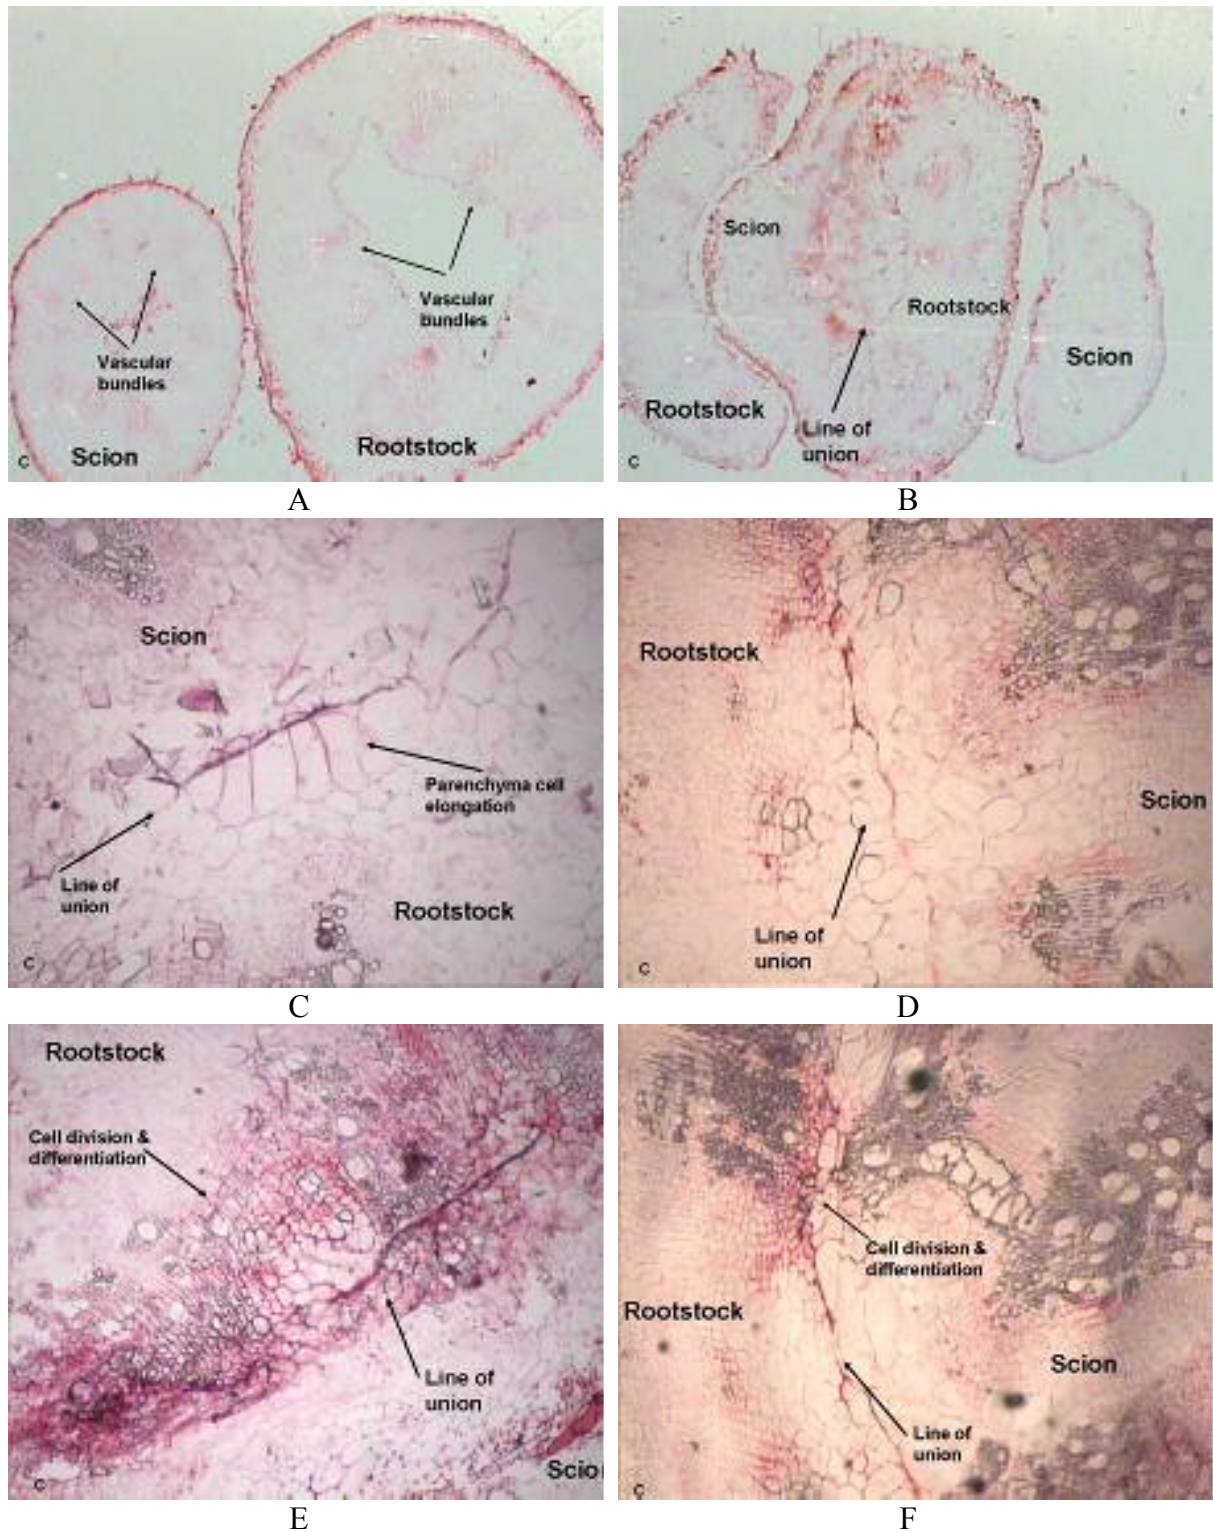 Vascular
bundles
Vascular
bundles
Scion
Rootstock
c
A
Scion
Rootstock
Scion
Rootstock
Line of
union
c
B
Scion
Parenchyma cell
elongation
Line of
union
Rootstock
c
C
Rootstock
Scion
Line of
union
c
D
Rootstock
Cell division &
differentiation
Line of
union
Scion
c
E
Cell division &
differentiation
Rootstock
Scion
Line of
union
c
F